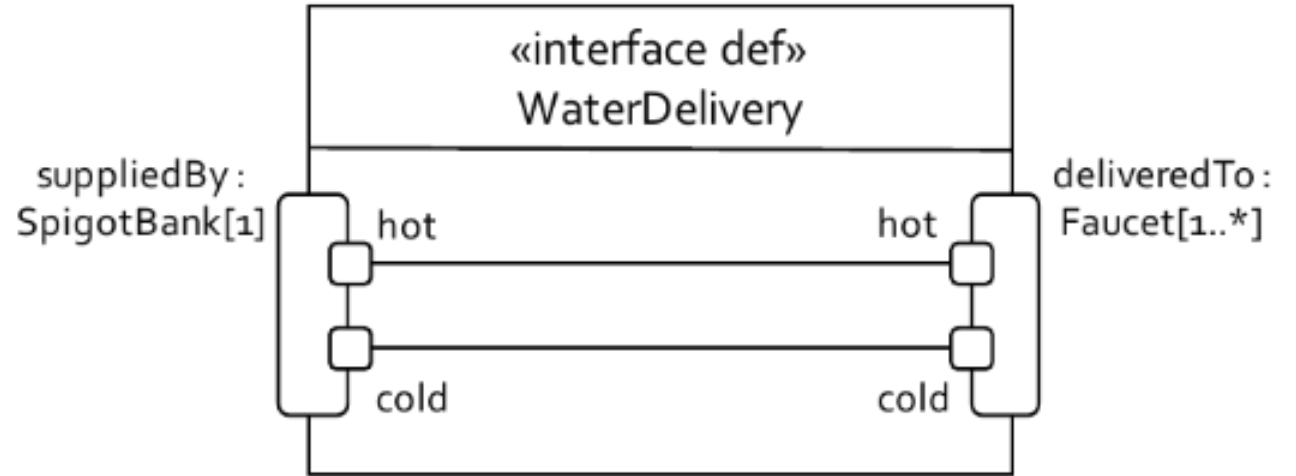 «interface def»
WaterDelivery
suppliedBy:
SpigotBank[1]
deliveredTo:
Faucet[1..*]
hot
hot
cold
cold